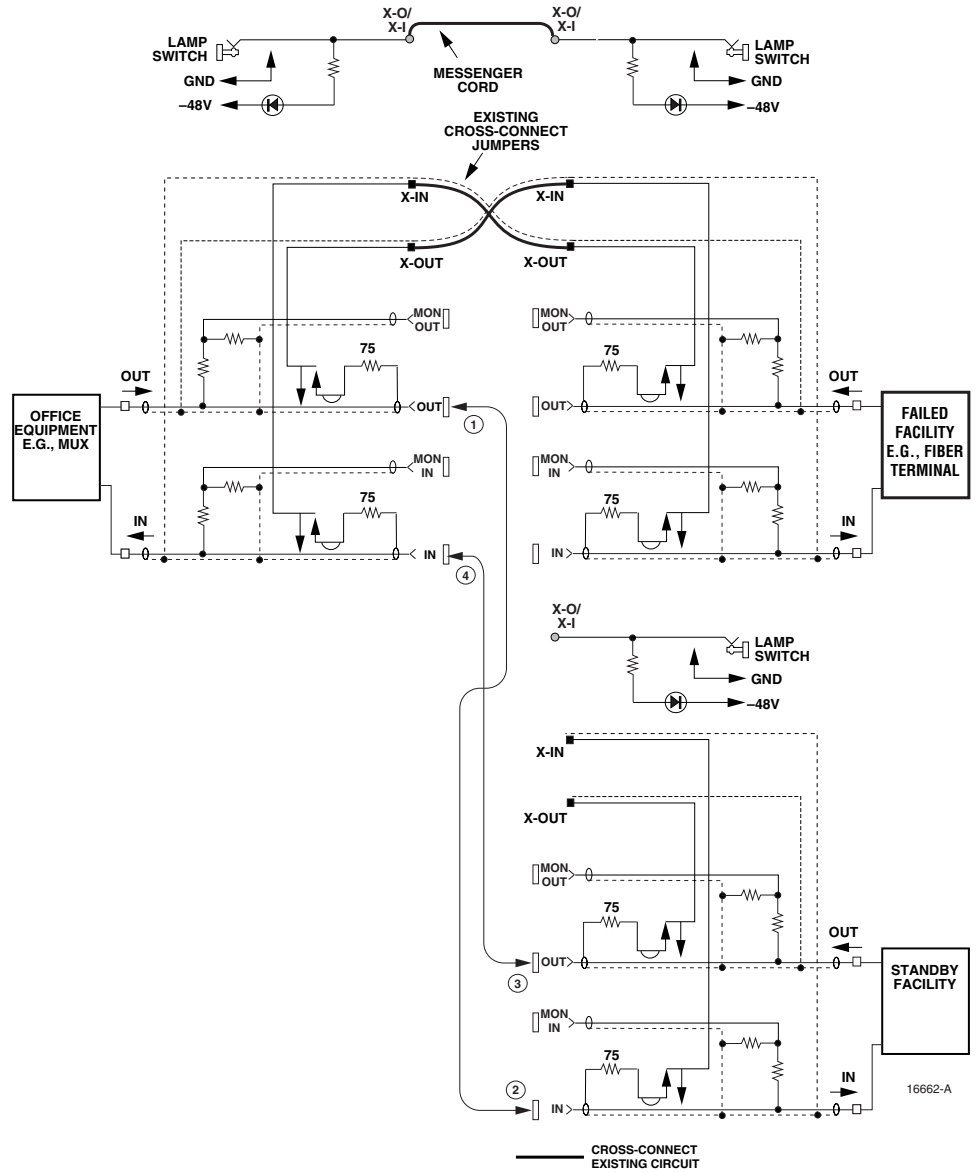 X-O/
X-I
X-O/
X-I
LAMP
SWITCH
GND
–48V
MESSENGER
CORD
LAMP
SWITCH
GND
–48V
EXISTING
CROSS-CONNECT
JUMPERS
X-IN
X-IN
X-OUT
X-OUT
MON
OUT
MON
OUT
75
75
OUT
OUT
OFFICE
EQUIPMENT
E.G., MUX
OUT
1
OUT
FAILED
FACILITY
E.G., FIBER
TERMINAL
MON
IN
MON
IN
75
75
IN
IN
IN
4
IN
X-O/
X-I
LAMP
SWITCH
GND
–48V
X-IN
X-OUT
MON
OUT
75
OUT
OUT
3
STANDBY
FACILITY
MON
IN
75
IN
2
IN
16662-A
CROSS-CONNECT
EXISTING CIRCUIT